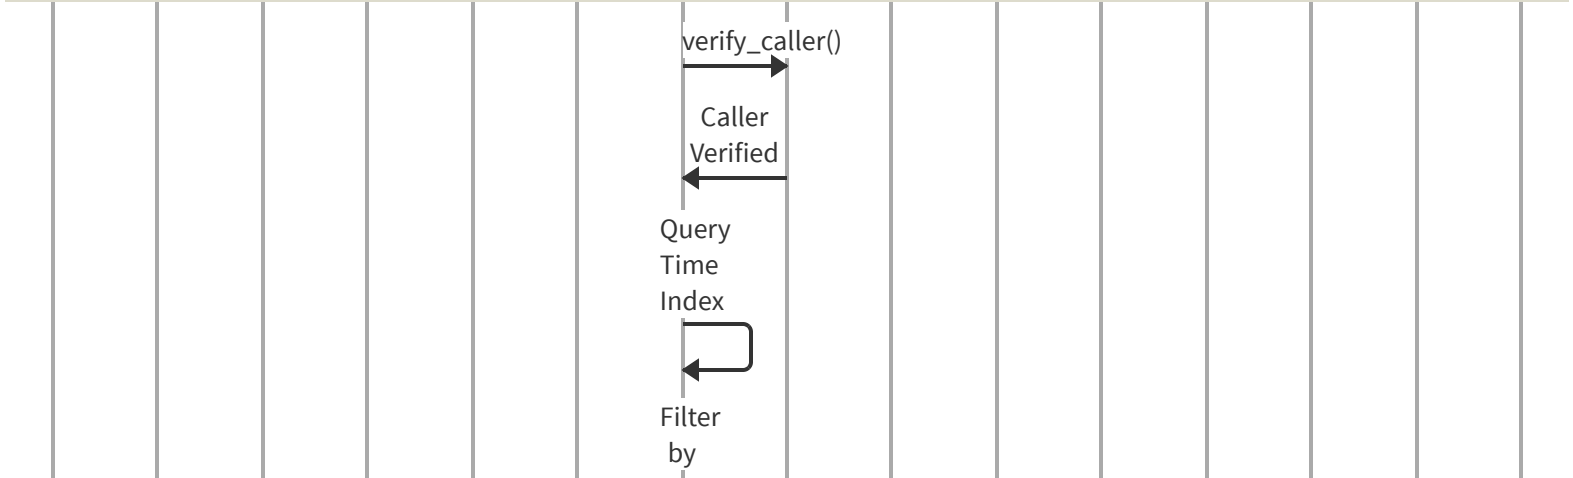 verify_caller()
Caller
Verified
Query
Time
Index
Filter
by